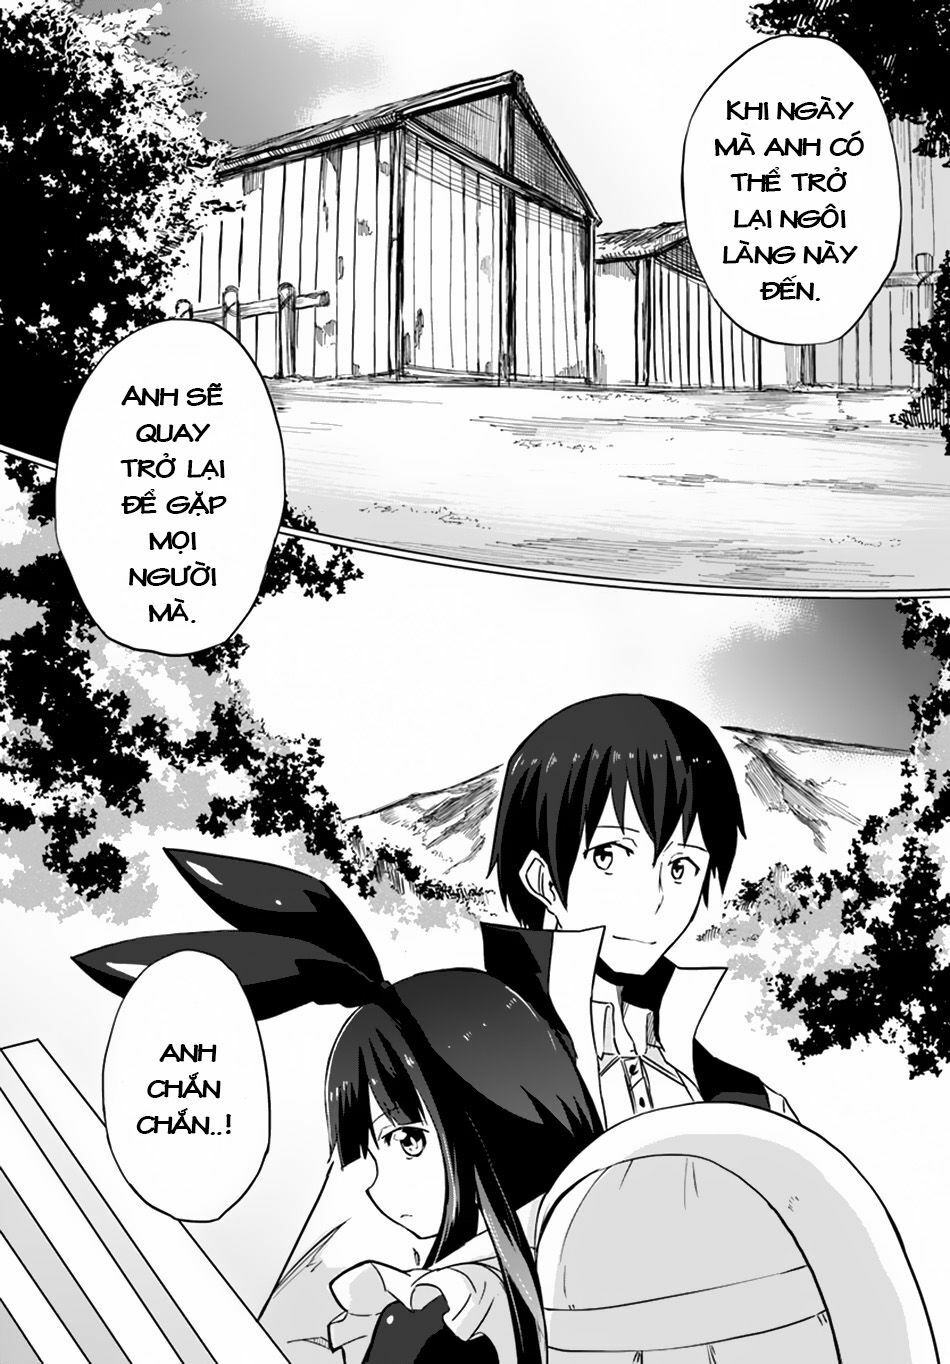 KHI NGÀY
MÀ ANH CÓ
THỂ TRỞ
LẠI NGÔI
LÀNG NÀY
ĐẾN.
ANH SẼ
QUAY
TRỞ LẠI
ĐỂ GẶP
MỌI
NGƯỜI
MÀ.
ANH
CHẮN
CHẮN..!